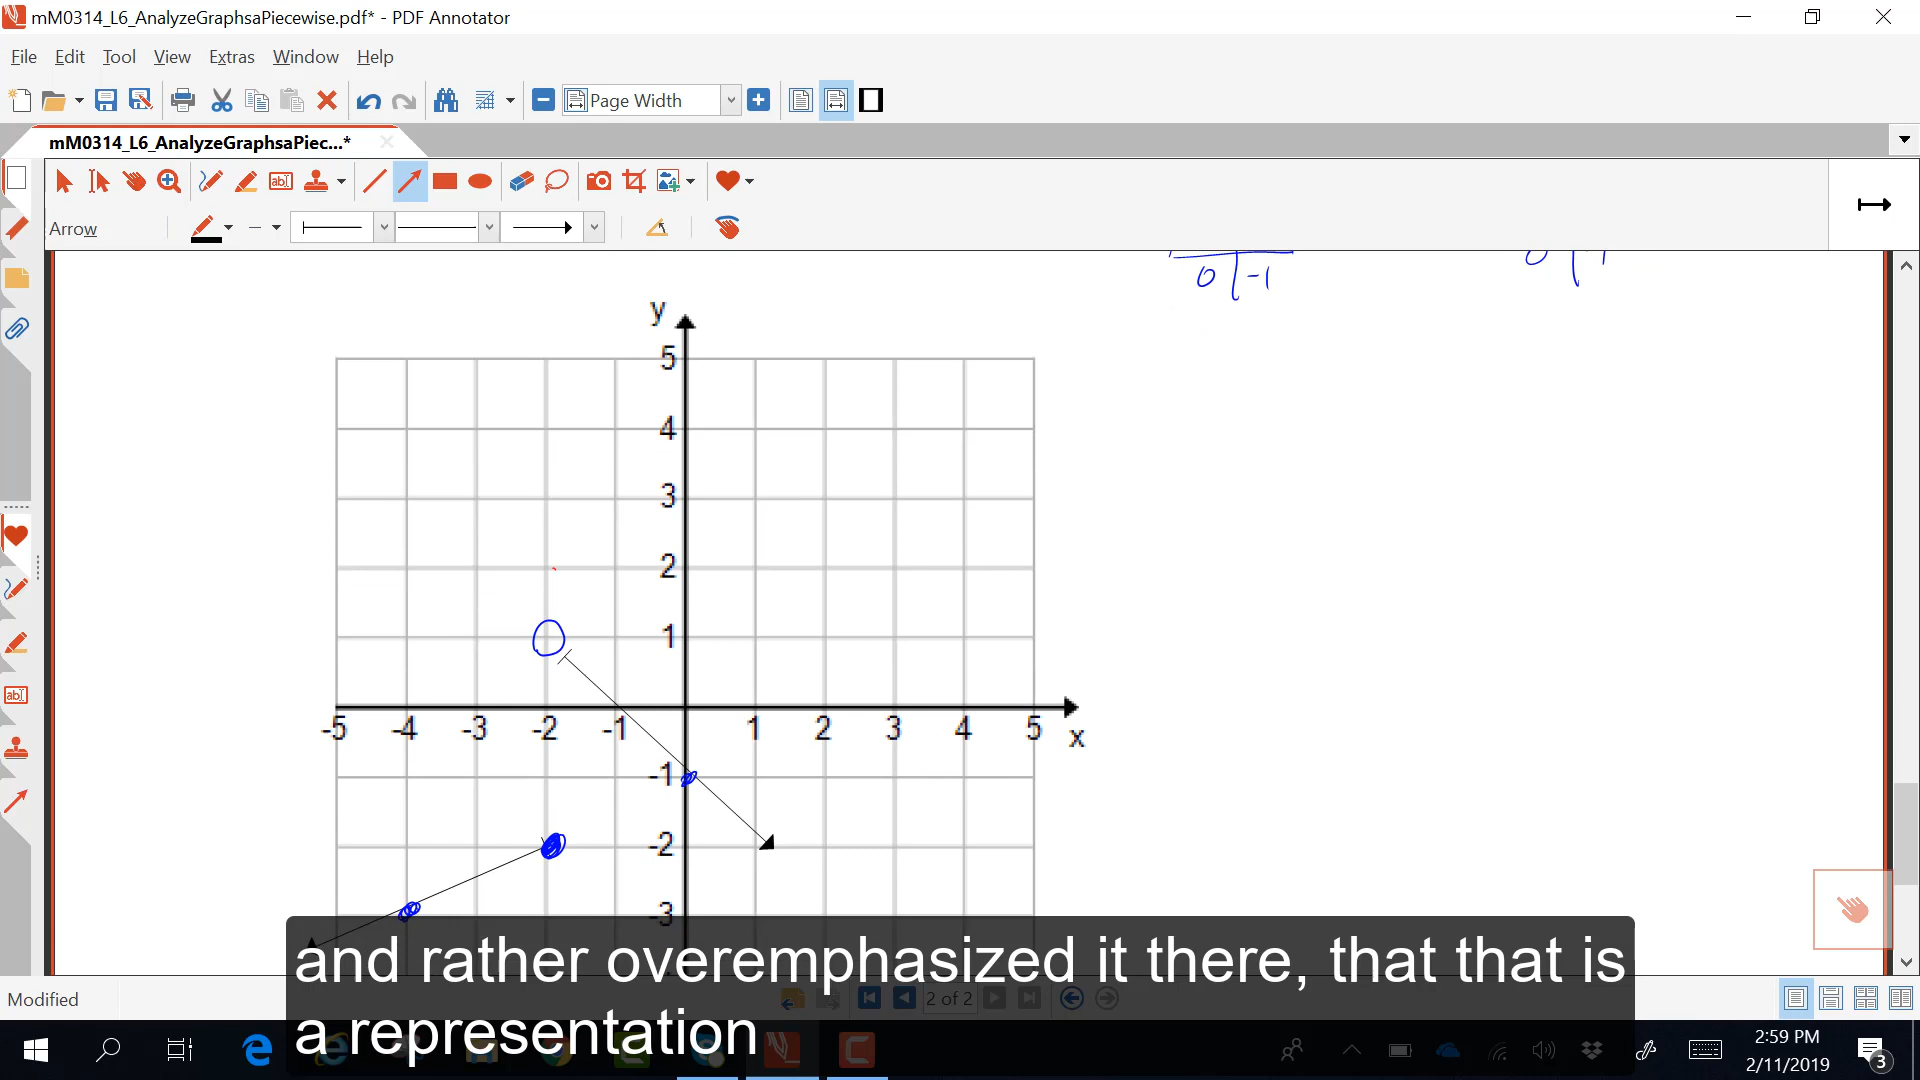 mM0314_L6_AnalyzeGraphsaPiecewise.pdf* - PDF Annotator
File Edit Tool View Extras Window Help
Page Width
mM0314_L6_AnalyzeGraphsaPiec...*
Arrow
0 -1
y
5
4
3
2
1
-5 -4 -3 -2 -1 1 2 3 4 5
x
-1
-2
-3
and rather overemphasized it there, that that is
a representation
Modified
2 of 2
2:59 PM
2/11/2019
3